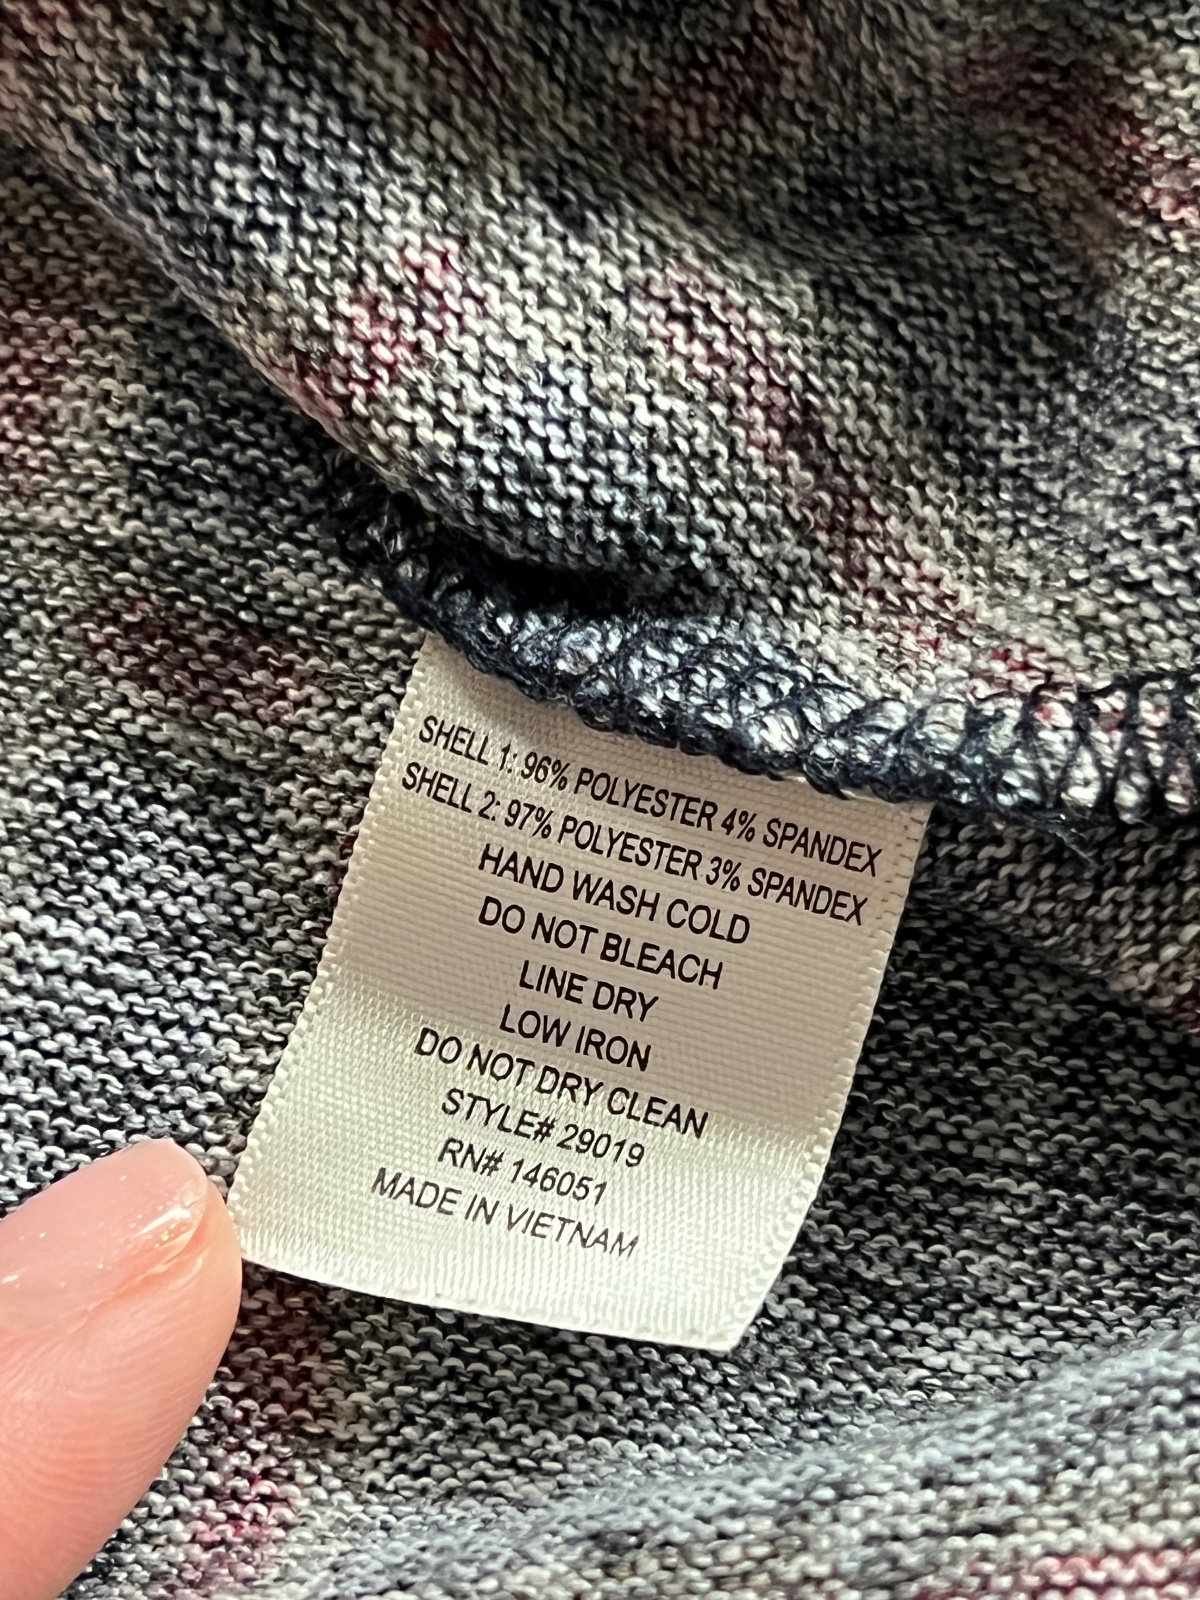 SHELL 1: 96% POLYESTER 4% SPANDEX
SHELL 2: 97% POLYESTER 3% SPANDEX
HAND WASH COLD
DO NOT BLEACH
LINE DRY
LOW IRON
DO NOT DRY CLEAN
STYLE# 29019
RN# 146051
MADE IN VIETNAM